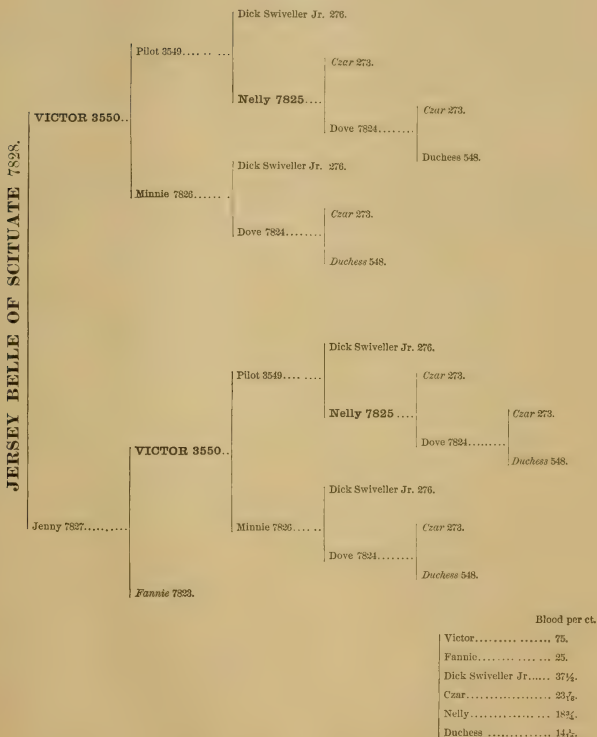 JERSEY BELLE OF SCITUATE 7828.
VICTOR 3550..
Pilot 3549.... .. ...
Dick Swiveller Jr. 276.
Nelly 7825....
Czar 273.
Dove 7824........
Czar 273.
Duchess 548.
Minnie 7826...... .
Dick Swiveller Jr. 276.
Dove 7824........
Czar 273.
Duchess 548.
Jenny 7827..........
VICTOR 3550..
Pilot 3549.... ...
Dick Swiveller Jr. 276.
Nelly 7825 ....
Czar 273.
Dove 7824.........
Czar 273.
Duchess 548.
Minnie 7826.... ..
Dick Swiveller Jr. 276.
Dove 7824........
Czar 273.
Duchess 548.
Fannie 7823.
Blood per ct.
Victor......... ....... 75.
Fannie........ .... ... 25.
Dick Swiveller Jr...... 37½.
Czar.................. 23 7/16.
Nelly................... 18¾.
Duchess ............